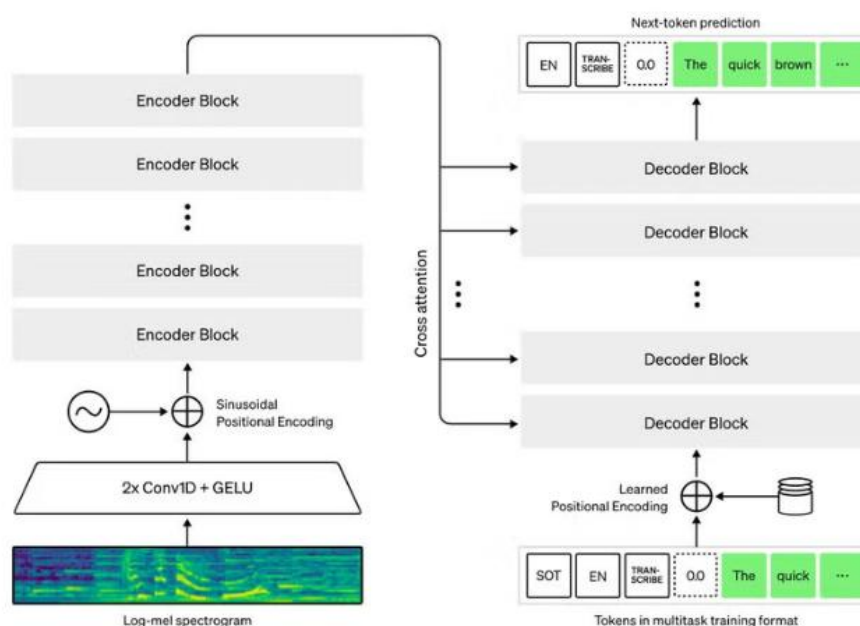 Next-token prediction
EN
TRAN-
SCRIBE
0.0
The
quick
brown
...
Encoder Block
Encoder Block
Encoder Block
Encoder Block
Cross attention
Decoder Block
Decoder Block
Decoder Block
Decoder Block
Sinusoidal
Positional Encoding
2x Conv1D + GELU
Learned
Positional Encoding
SOT
EN
TRAN-
SCRIBE
0.0
The
quick
...
Log-mel spectrogram
Tokens in multitask training format